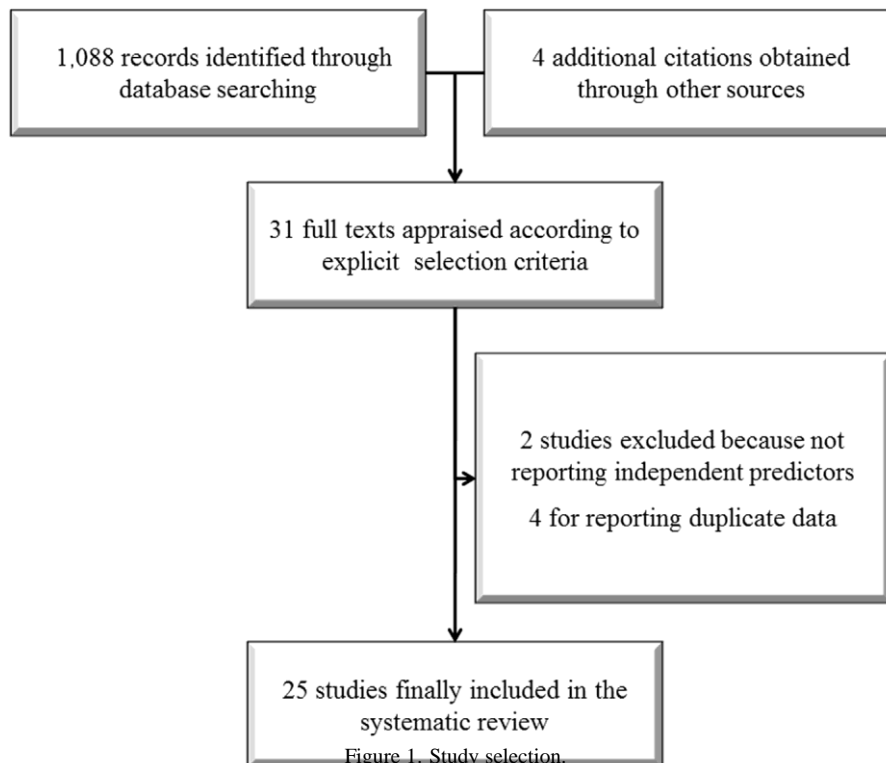 1,088 records identified through
database searching
4 additional citations obtained
through other sources
31 full texts appraised according to
explicit selection criteria
2 studies excluded because not
reporting independent predictors
4 for reporting duplicate data
25 studies finally included in the
systematic review
Figure 1. Study selection.